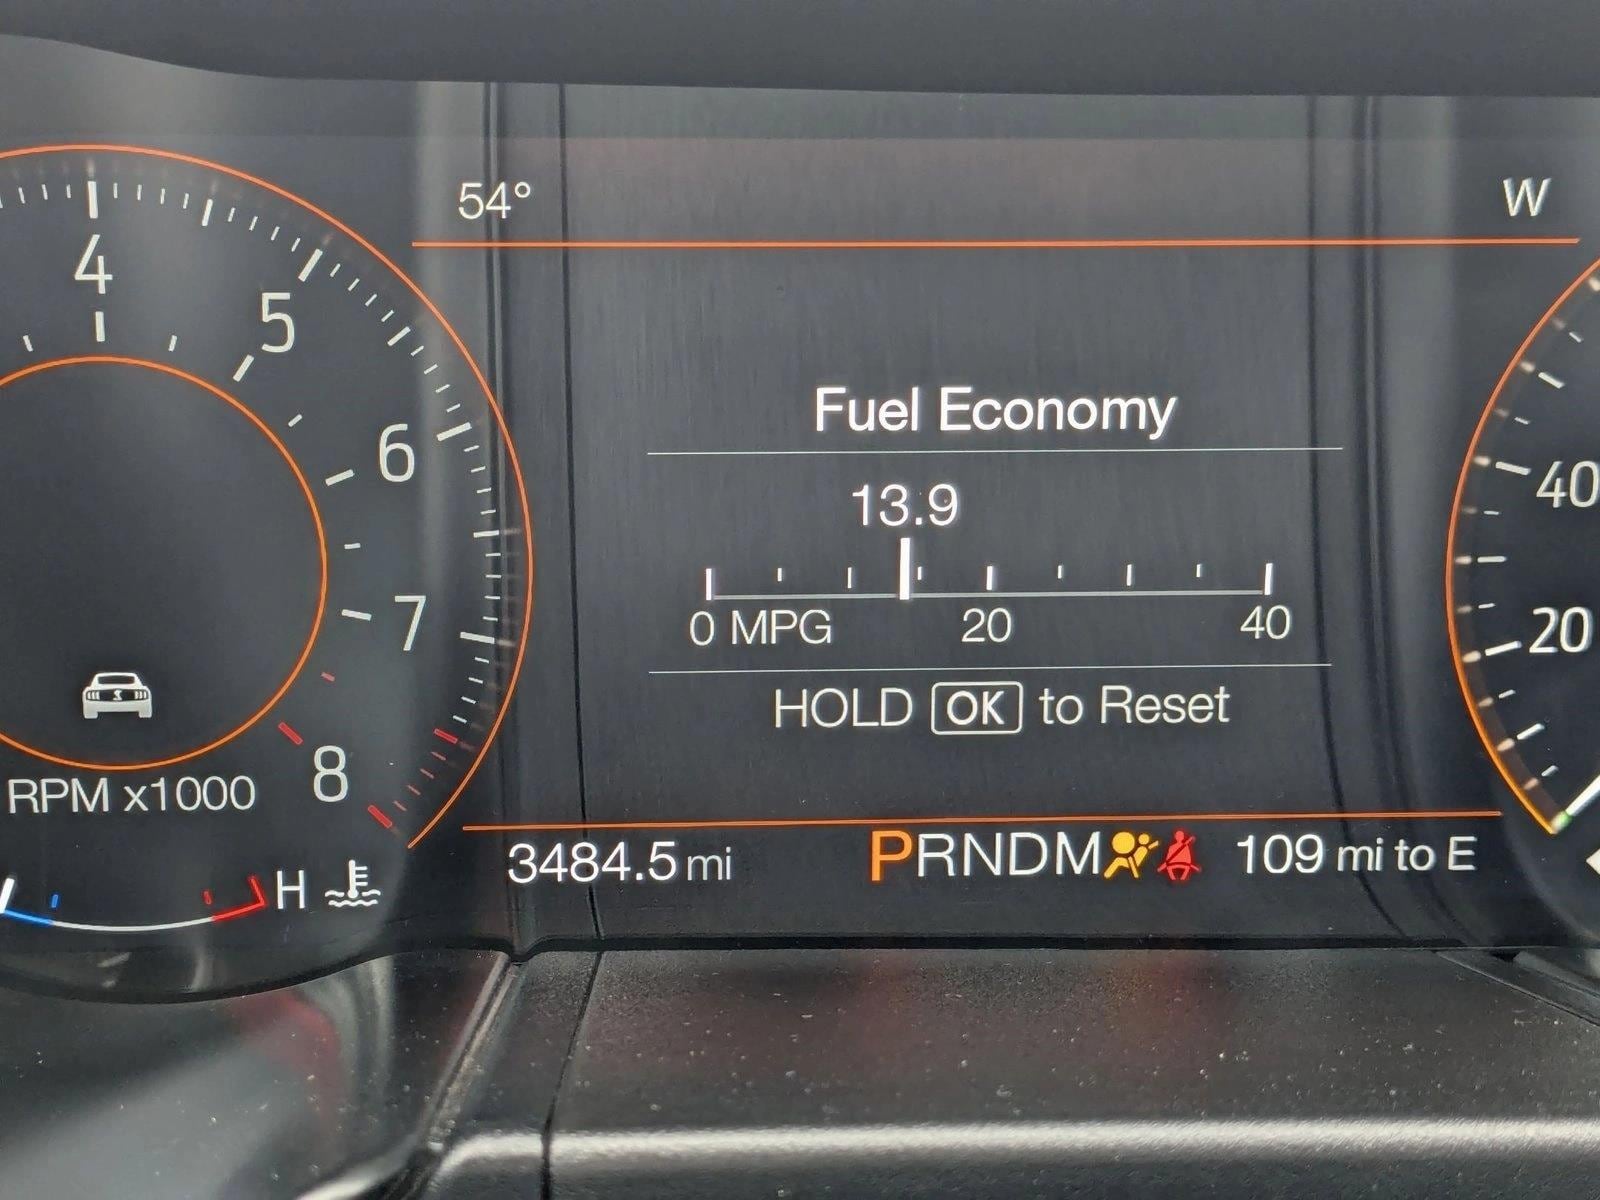 54°
W
4
5
6
7
8
RPM x1000
H
Fuel Economy
13.9
0 MPG 20 40
HOLD OK to Reset
40
20
3484.5 mi PRNDM 109 mi to E